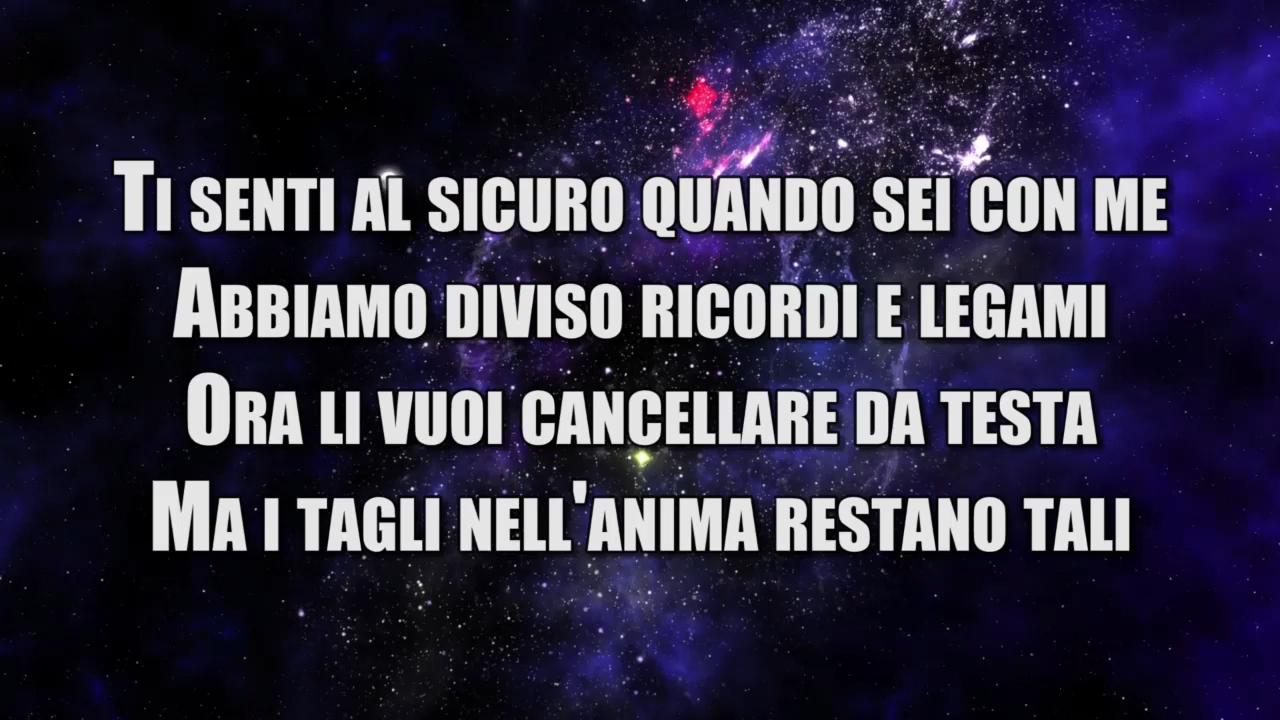 Ti senti al sicuro quando sei con me
Abbiamo diviso ricordi e legami
Ora li vuoi cancellare da testa
Ma i tagli nell'anima restano tali